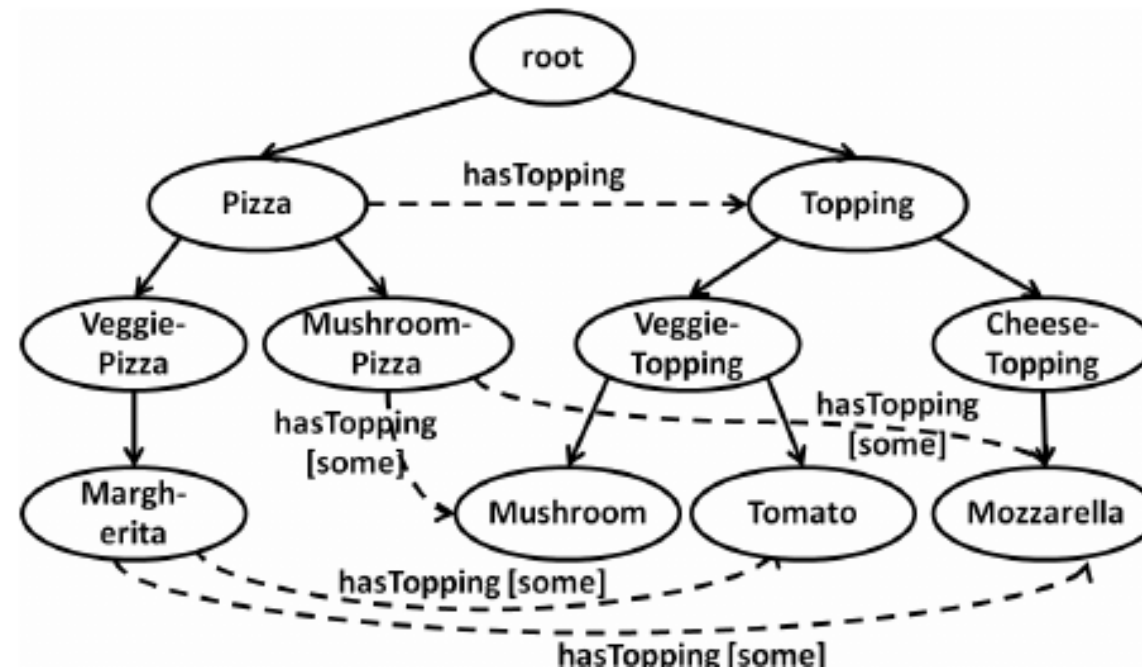 root
hasTopping
Pizza
Topping
Veggie-
Pizza
Mushroom-
Pizza
Veggie-
Topping
Cheese-
Topping
hasTopping
[some]
hasTopping
[some]
Margh-
erita
Mushroom
Tomato
Mozzarella
hasTopping [some]
hasTopping [some]